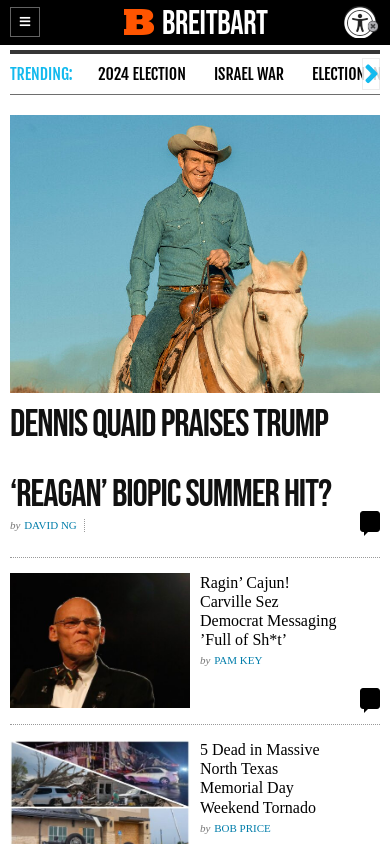 BREITBART
TRENDING:
2024 ELECTION
ISRAEL WAR
ELECTION
DENNIS QUAID PRAISES TRUMP
‘REAGAN’ BIOPIC SUMMER HIT?
by DAVID NG
Ragin’ Cajun!
Carville Sez
Democrat Messaging
’Full of Sh*t’
by PAM KEY
5 Dead in Massive
North Texas
Memorial Day
Weekend Tornado
by BOB PRICE